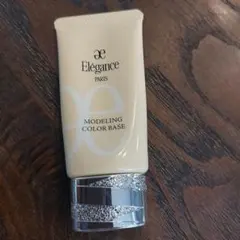 æ
Elégance
PARIS
MODELING
COLOR BASE